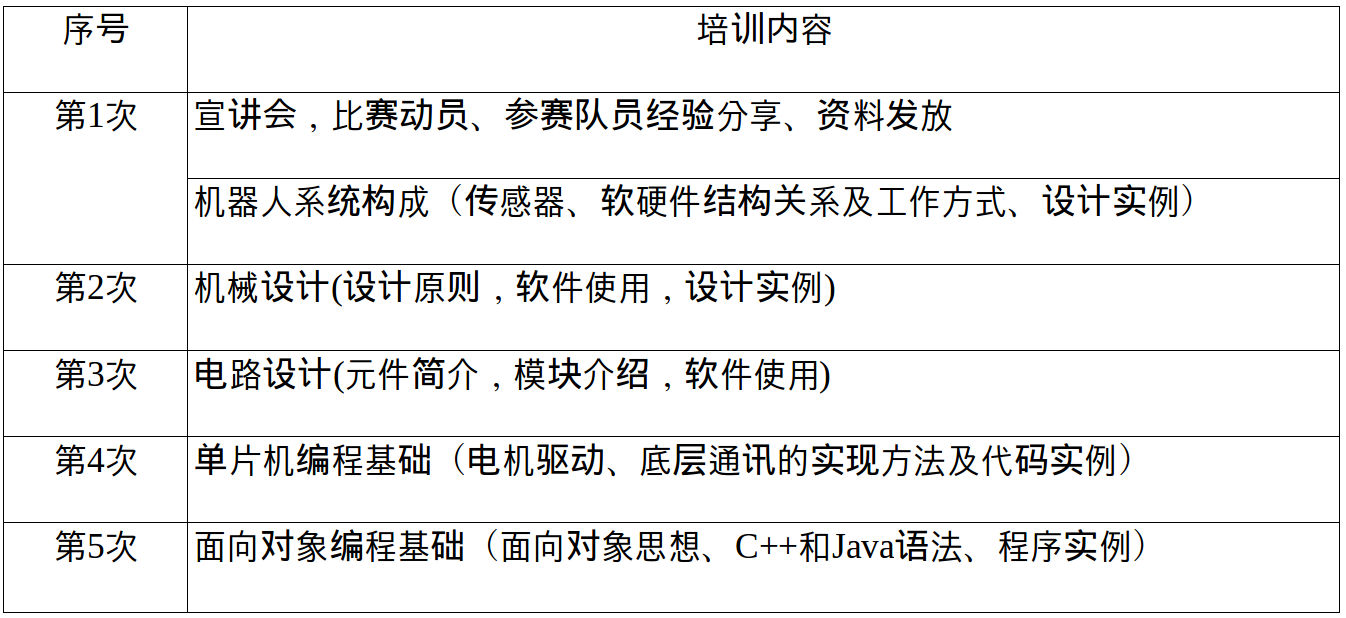 序号
培训内容
第1次
宣讲会，比赛动员、参赛队员经验分享、资料发放
机器人系统构成（传感器、软硬件结构关系及工作方式、设计实例）
第2次
机械设计(设计原则，软件使用，设计实例)
第3次
电路设计(元件简介，模块介绍，软件使用)
第4次
单片机编程基础（电机驱动、底层通讯的实现方法及代码实例）
第5次
面向对象编程基础（面向对象思想、C++和Java语法、程序实例）